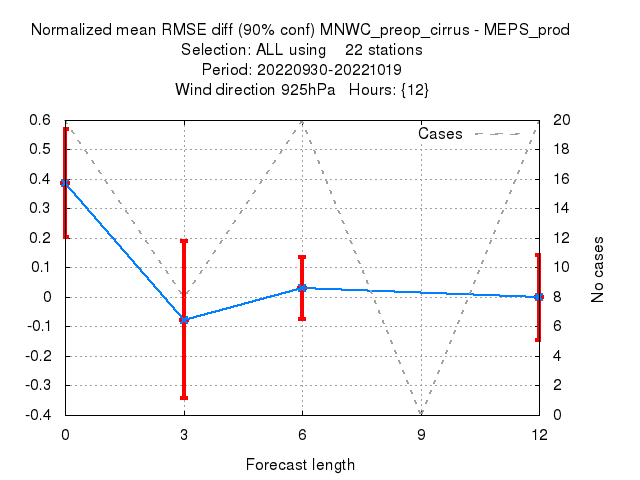 Normalized mean RMSE diff (90% conf) MNWC_preop_cirrus - MEPS_prod
Selection: ALL using 22 stations
Period: 20220930-20221019
Wind direction 925hPa Hours: {12}
Cases
0.6
0.5
0.4
0.3
0.2
0.1
0
-0.1
-0.2
-0.3
-0.4
20
18
16
14
12
10
8
6
4
2
0
No cases
0 3 6 9 12
Forecast length